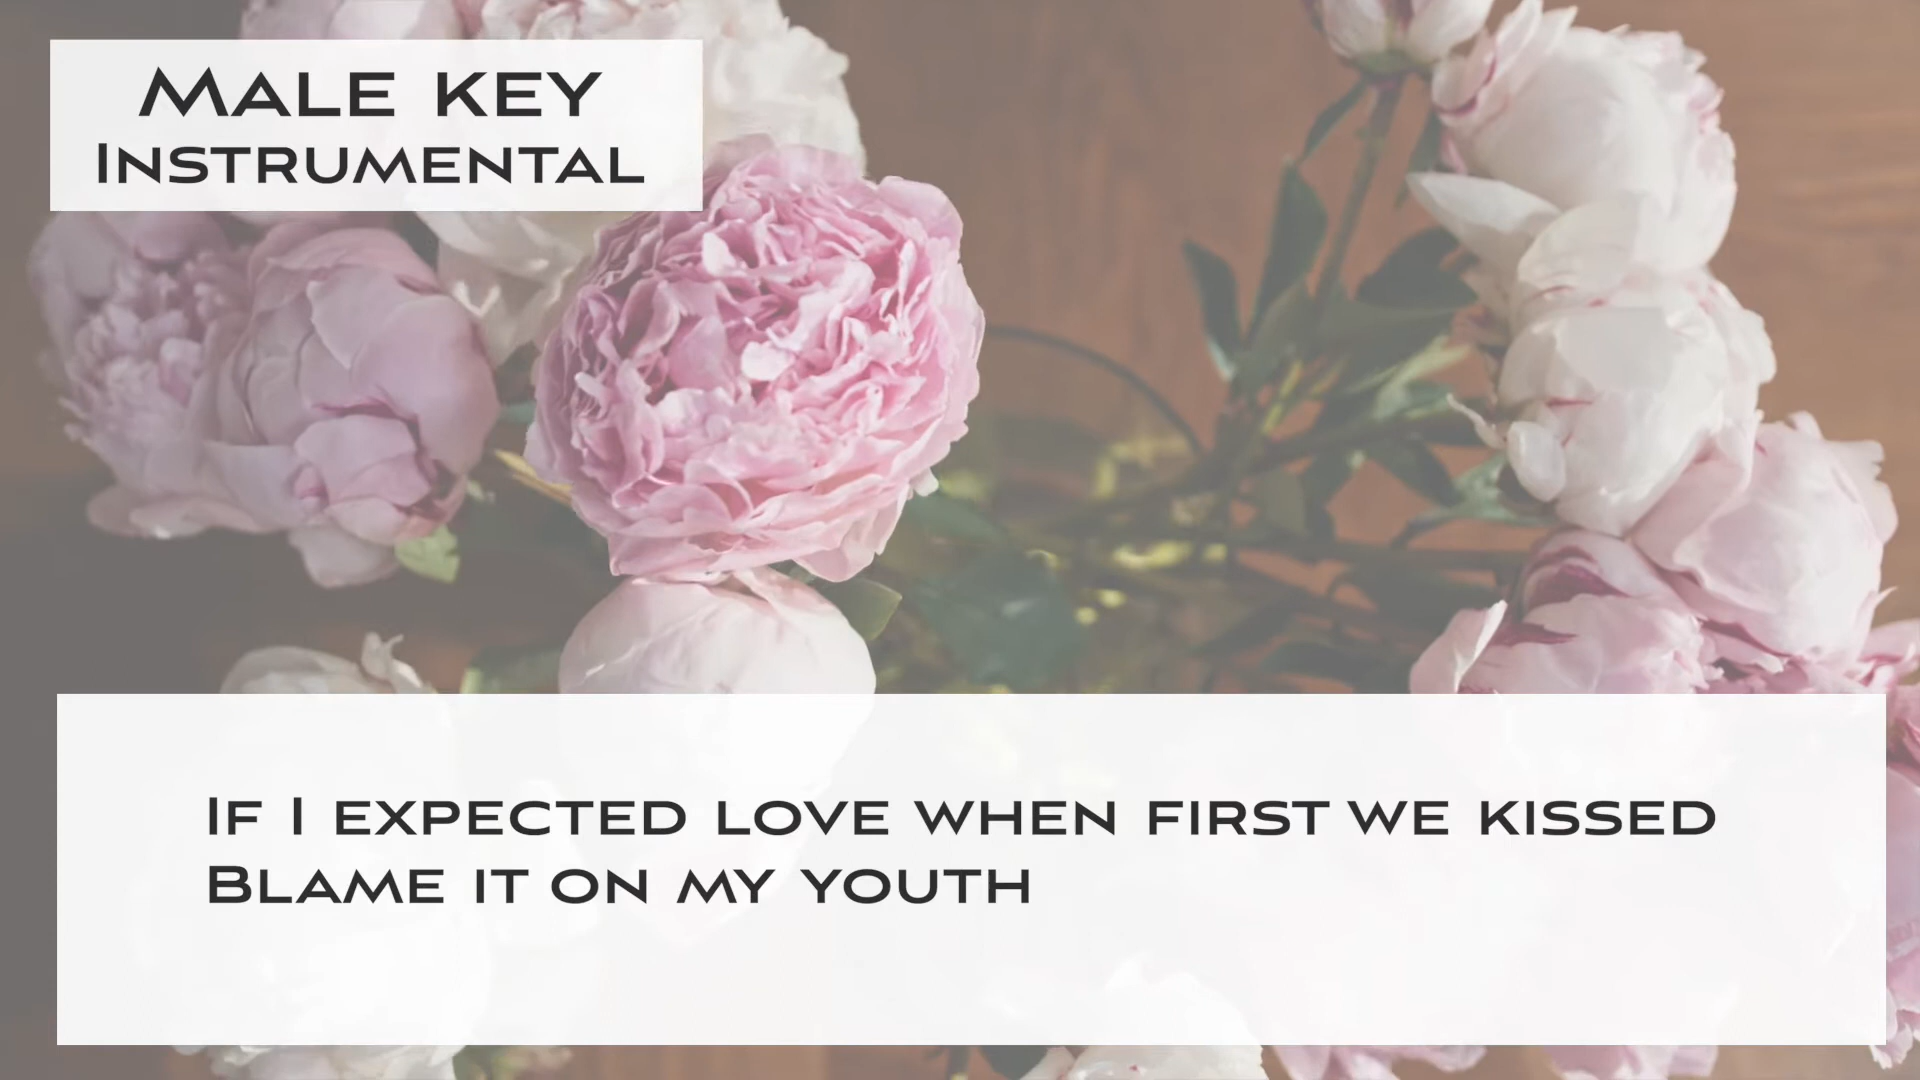 Male key
Instrumental
If I expected love when first we kissed
Blame it on my youth